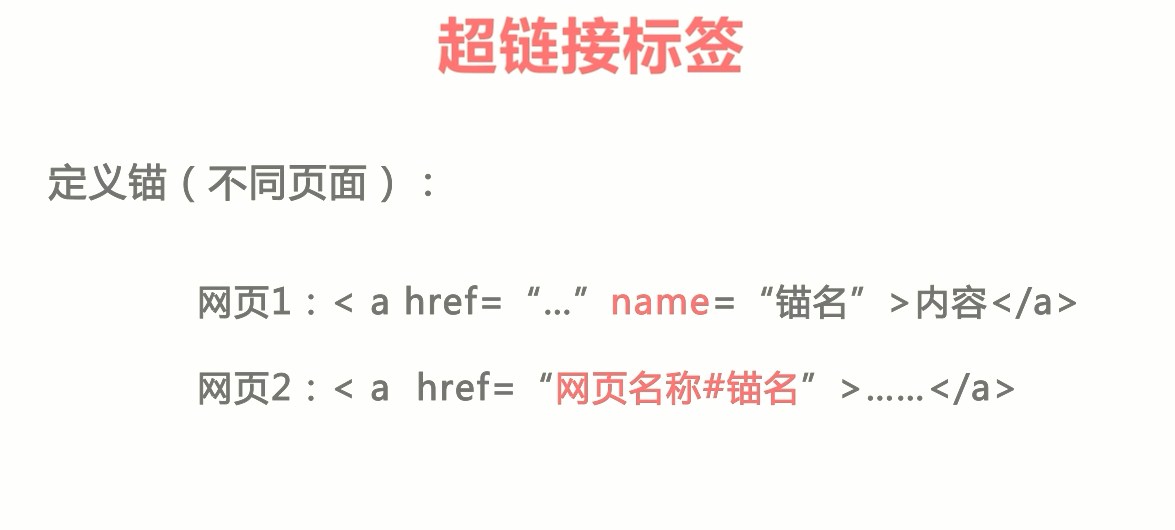 超链接标签
定义锚（不同页面）：
网页1：< a href=“…” name=“锚名” >内容</a>
网页2：< a  href=“网页名称#锚名” >……</a>